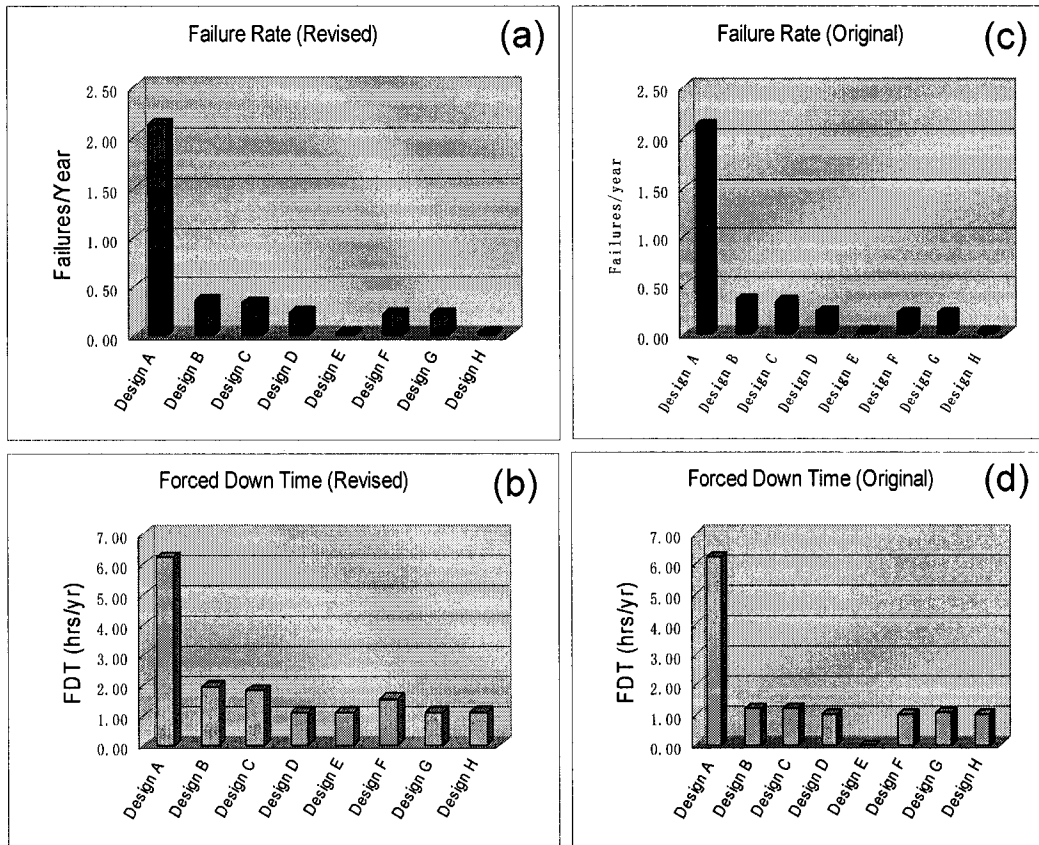 Failure Rate (Revised)
(a)
Failures/Year
2.50
2.00
1.50
1.00
0.50
0.00
Design A
Design B
Design C
Design D
Design E
Design F
Design G
Design H
Failure Rate (Original)
(c)
Failures/year
2.50
2.00
1.50
1.00
0.50
0.00
Design A
Design B
Design C
Design D
Design E
Design F
Design G
Design H
Forced Down Time (Revised)
(b)
FDT (hrs/yr)
7.00
6.00
5.00
4.00
3.00
2.00
1.00
0.00
Design A
Design B
Design C
Design D
Design E
Design F
Design G
Design H
Forced Down Time (Original)
(d)
FDT (hrs/yr)
7.00
6.00
5.00
4.00
3.00
2.00
1.00
0.00
Design A
Design B
Design C
Design D
Design E
Design F
Design G
Design H